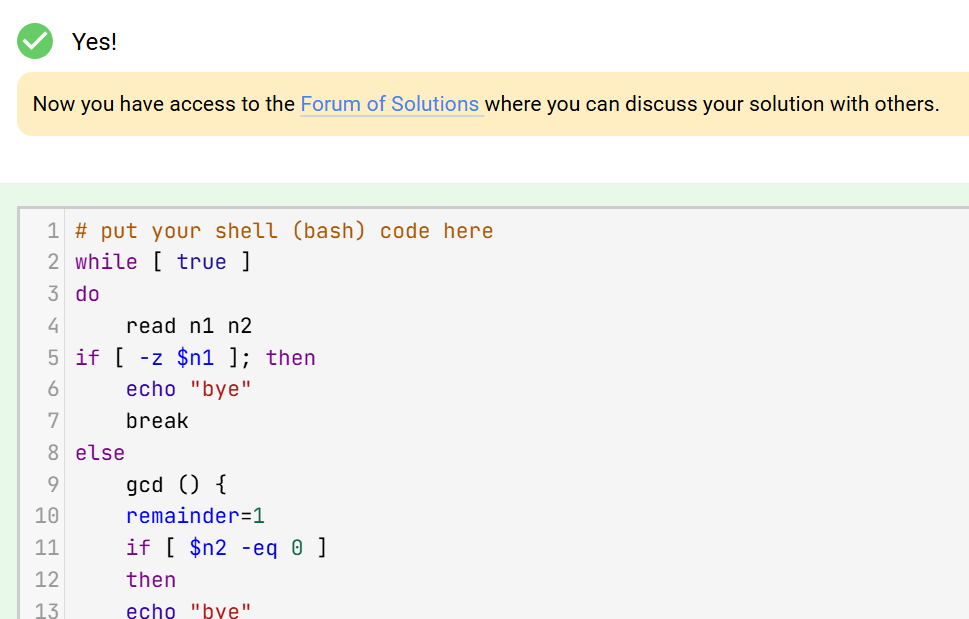 Yes!
Now you have access to the Forum of Solutions where you can discuss your solution with others.
1 # put your shell (bash) code here
2 while [ true ]
3 do
4     read n1 n2
5 if [ -z $n1 ]; then
6     echo "bye"
7     break
8 else
9     gcd () {
10     remainder=1
11     if [ $n2 -eq 0 ]
12     then
13     echo "bye"